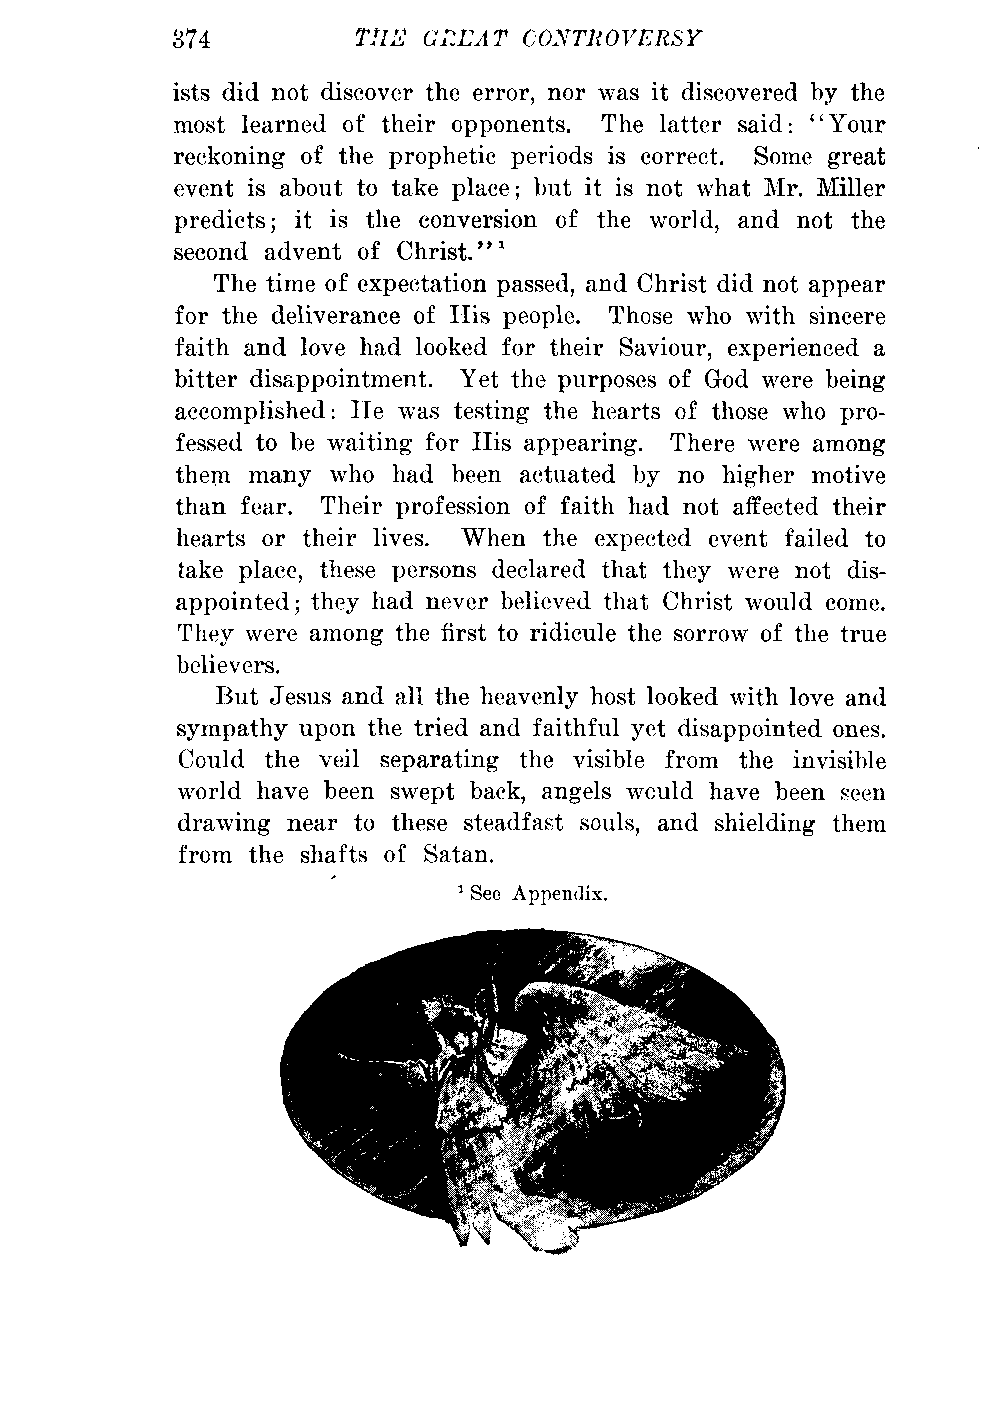 374 THE GREAT CONTROVERSY
ists did not discover the error, nor was it discovered by the
most learned of their opponents. The latter said: “Your
reckoning of the prophetic periods is correct. Some great
event is about to take place; but it is not what Mr. Miller
predicts; it is the conversion of the world, and not the
second advent of Christ.”¹
The time of expectation passed, and Christ did not appear
for the deliverance of His people. Those who with sincere
faith and love had looked for their Saviour, experienced a
bitter disappointment. Yet the purposes of God were being
accomplished: He was testing the hearts of those who pro-
fessed to be waiting for His appearing. There were among
them many who had been actuated by no higher motive
than fear. Their profession of faith had not affected their
hearts or their lives. When the expected event failed to
take place, these persons declared that they were not dis-
appointed; they had never believed that Christ would come.
They were among the first to ridicule the sorrow of the true
believers.
But Jesus and all the heavenly host looked with love and
sympathy upon the tried and faithful yet disappointed ones.
Could the veil separating the visible from the invisible
world have been swept back, angels would have been seen
drawing near to these steadfast souls, and shielding them
from the shafts of Satan.
¹ See Appendix.